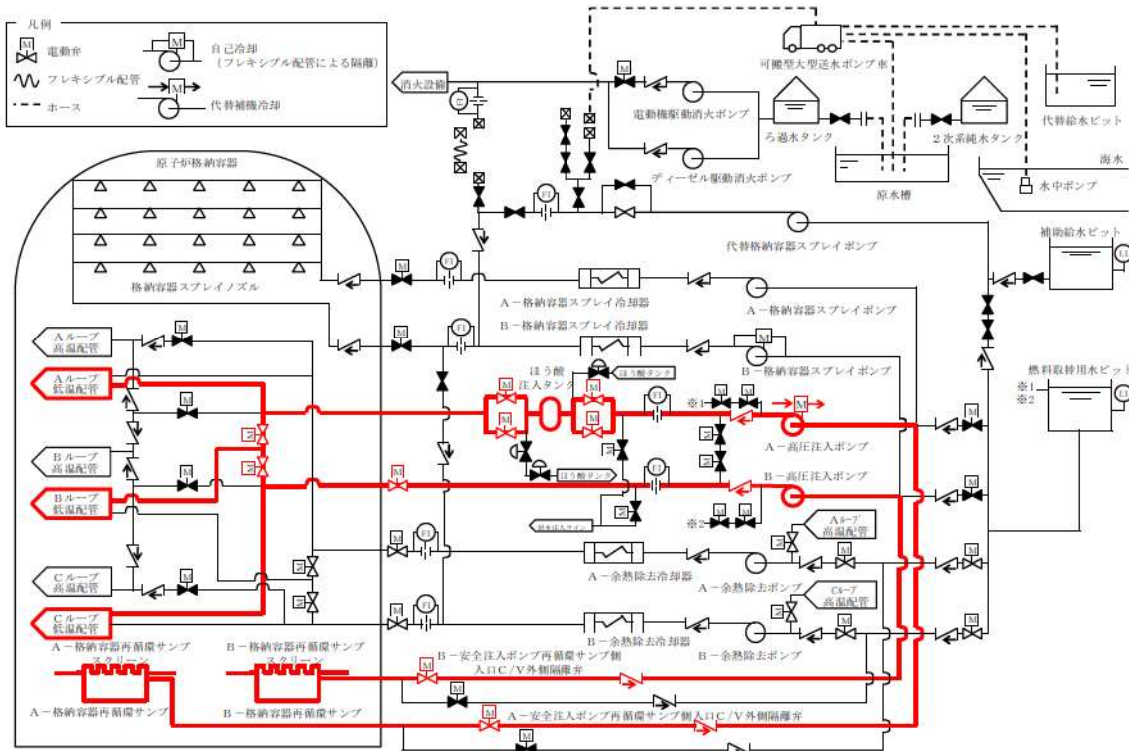 凡例
M
電動弁
フレキシブル配管
ホース
M
自己冷却
(フレキシブル配管による隔離)
M
代替補機冷却
消火設備
M
電動機駆動消火ポンプ
ディーゼル駆動消火ポンプ
可搬型大型送水ポンプ車
ろ過水タンク
2次系純水タンク
原水槽
代替給水ピット
海水
水中ポンプ
FI
FI
代替格納容器スプレイポンプ
補助給水ピット
LI
原子炉格納容器
格納容器スプレイノズル
M
FI
A-格納容器スプレイ冷却器
A-格納容器スプレイポンプ
M
FI
B-格納容器スプレイ冷却器
M
B-格納容器スプレイポンプ
燃料取替用水ピット
※1
※2
LI
Aループ
高温配管
M
Aループ
低温配管
M
Bループ
高温配管
M
Bループ
低温配管
Cループ
高温配管
M
Cループ
低温配管
M
M
M
M
ほう酸
注入タンク
M
M
M
M
ほう酸タンク
ほう酸タンク
FI
※1
M
M
M
A-高圧注入ポンプ
M
M
M
M
FI
B-高圧注入ポンプ
※2
M
M
M
M
M
FI
A-余熱除去冷却器
A-余熱除去ポンプ
Aループ
高温配管
M
M
M
M
FI
B-余熱除去冷却器
B-余熱除去ポンプ
Cループ
高温配管
M
M
M
A-格納容器再循環サンプ
スクリーン
B-格納容器再循環サンプ
スクリーン
A-格納容器再循環サンプ
B-格納容器再循環サンプ
B-安全注入ポンプ再循環サンプ側
入口C/V外側隔離弁
M
M
A-安全注入ポンプ再循環サンプ側入口C/V外側隔離弁
M
M